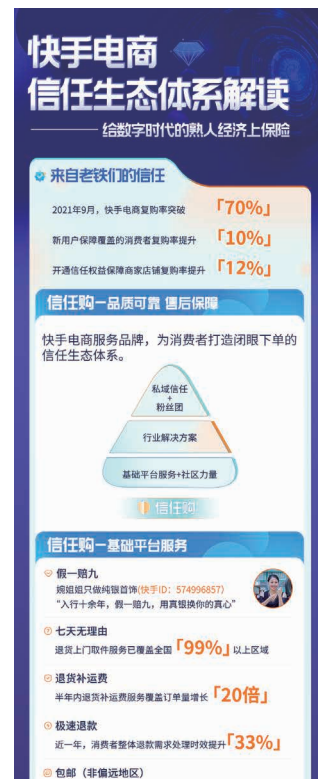 快手电商
信任生态体系解读
给数字时代的熟人经济上保险
来自老铁们的信任
2021年9月，快手电商复购率突破 「70%」
新用户保障覆盖的消费者复购率提升 「10%」
开通信任权益保障商家店铺复购率提升 「12%」
信任购-品质可靠 售后保障
快手电商服务品牌，为消费者打造闭眼下单的
信任生态体系。
私域信任
+
粉丝团
行业解决方案
基础平台服务+社区力量
信任购
信任购-基础平台服务
假一赔九
婉姐姐只做纯银首饰(快手ID：574996857)
“入行十余年，假一赔九，用真银换你的真心”
七天无理由
退货上门取件服务已覆盖全国「99%」以上区域
退货补运费
半年内退货补运费服务覆盖订单量增长「20倍」
极速退款
近一年，消费者整体退款需求处理时效提升「33%」
包邮（非偏远地区）